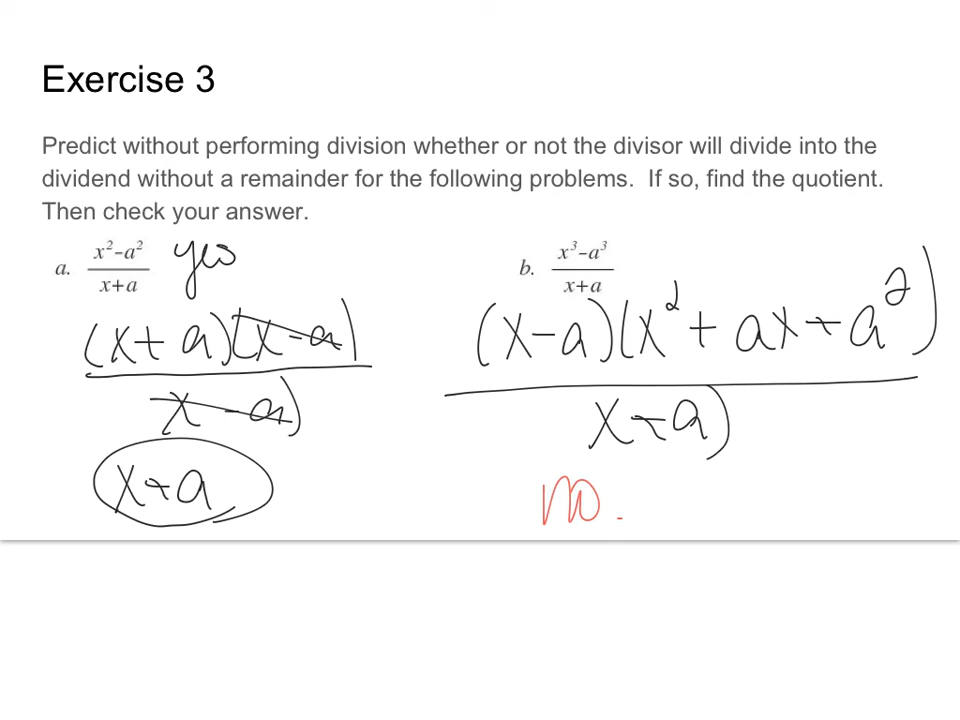 Exercise 3
Predict without performing division whether or not the divisor will divide into the
dividend without a remainder for the following problems.  If so, find the quotient.
Then check your answer.
a. x²-a² / x+a yes
(x+a)(x-a)
x-a)
x+a
b. x³-a³ / x+a
(x-a)(x²+ax+a²)
x+a)
no.